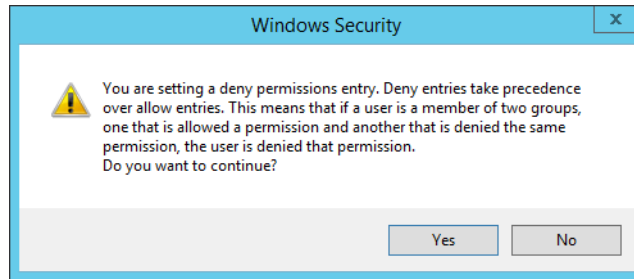 Windows Security
x
You are setting a deny permissions entry. Deny entries take precedence
over allow entries. This means that if a user is a member of two groups,
one that is allowed a permission and another that is denied the same
permission, the user is denied that permission.
Do you want to continue?
Yes
No